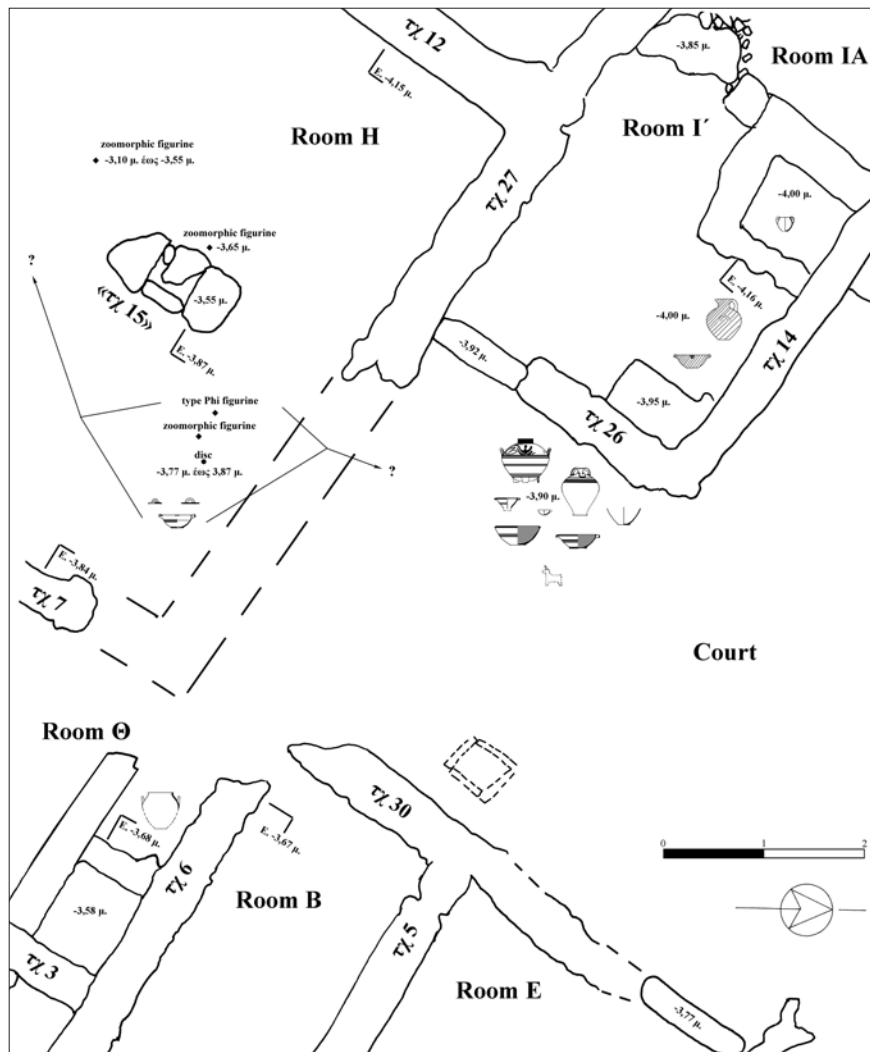 τχ 12
-3,85 μ.
Room IA
E. -4,15 μ.
Room H
Room I΄
zoomorphic figurine
-3,10 μ. έως -3,55 μ.
τχ 27
-4,00 μ.
zoomorphic figurine
-3,65 μ.
?
-3,55 μ.
E. -4,16 μ.
«τχ 15»
-4,00 μ.
τχ 14
E. -3,87 μ.
-3,92 μ.
-3,95 μ.
type Phi figurine
τχ 26
zoomorphic figurine
disc
-3,77 μ. έως 3,87 μ.
?
-3,90 μ.
E. -3,84 μ.
τχ 7
Court
Room Θ
τχ 30
E. -3,68 μ.
E. -3,67 μ.
0 1 2
τχ 6
Room B
-3,58 μ.
τχ 5
τχ 3
Room E
-3,77 μ.